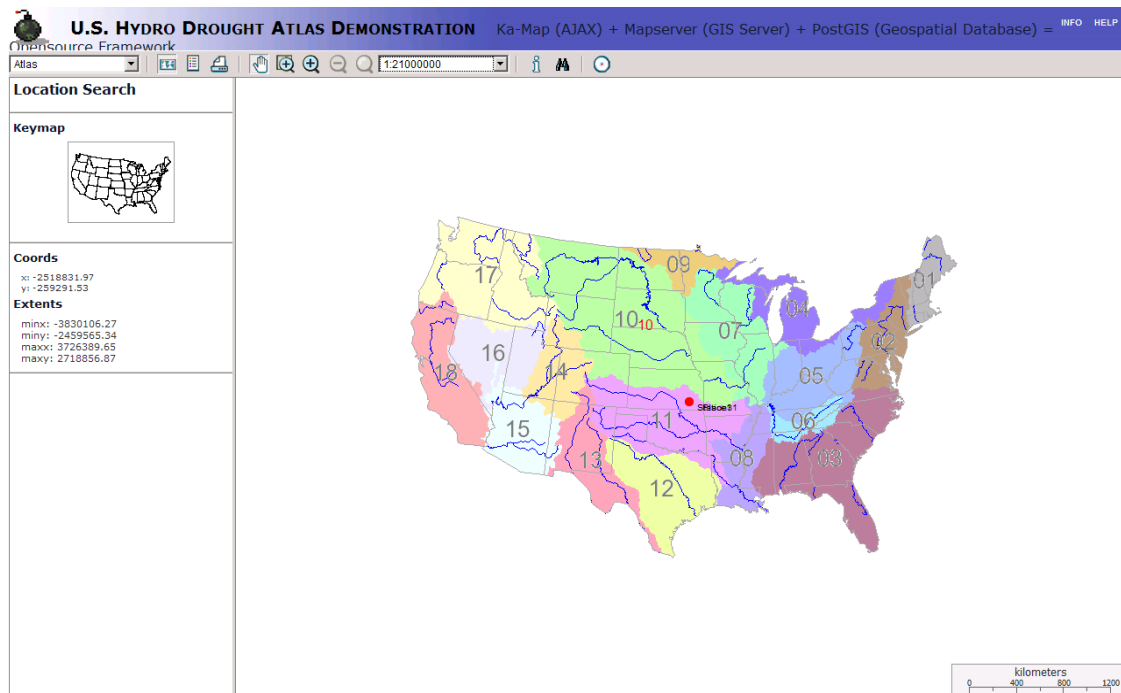 U.S. HYDRO DROUGHT ATLAS DEMONSTRATION Ka-Map (AJAX) + Mapserver (GIS Server) + PostGIS (Geospatial Database) = INFO HELP
Opensource Framework
Atlas 1:21000000
Location Search
Keymap
Coords
x: -2518831.97
y: -259291.53
Extents
minx: -3830106.27
miny: -2459565.34
maxx: 3726389.65
maxy: 2718856.87
09
01
17
04
10 10
07
02
16
18
14
05
15
11
06
13
08
03
12
kilometers
0 400 800 1200